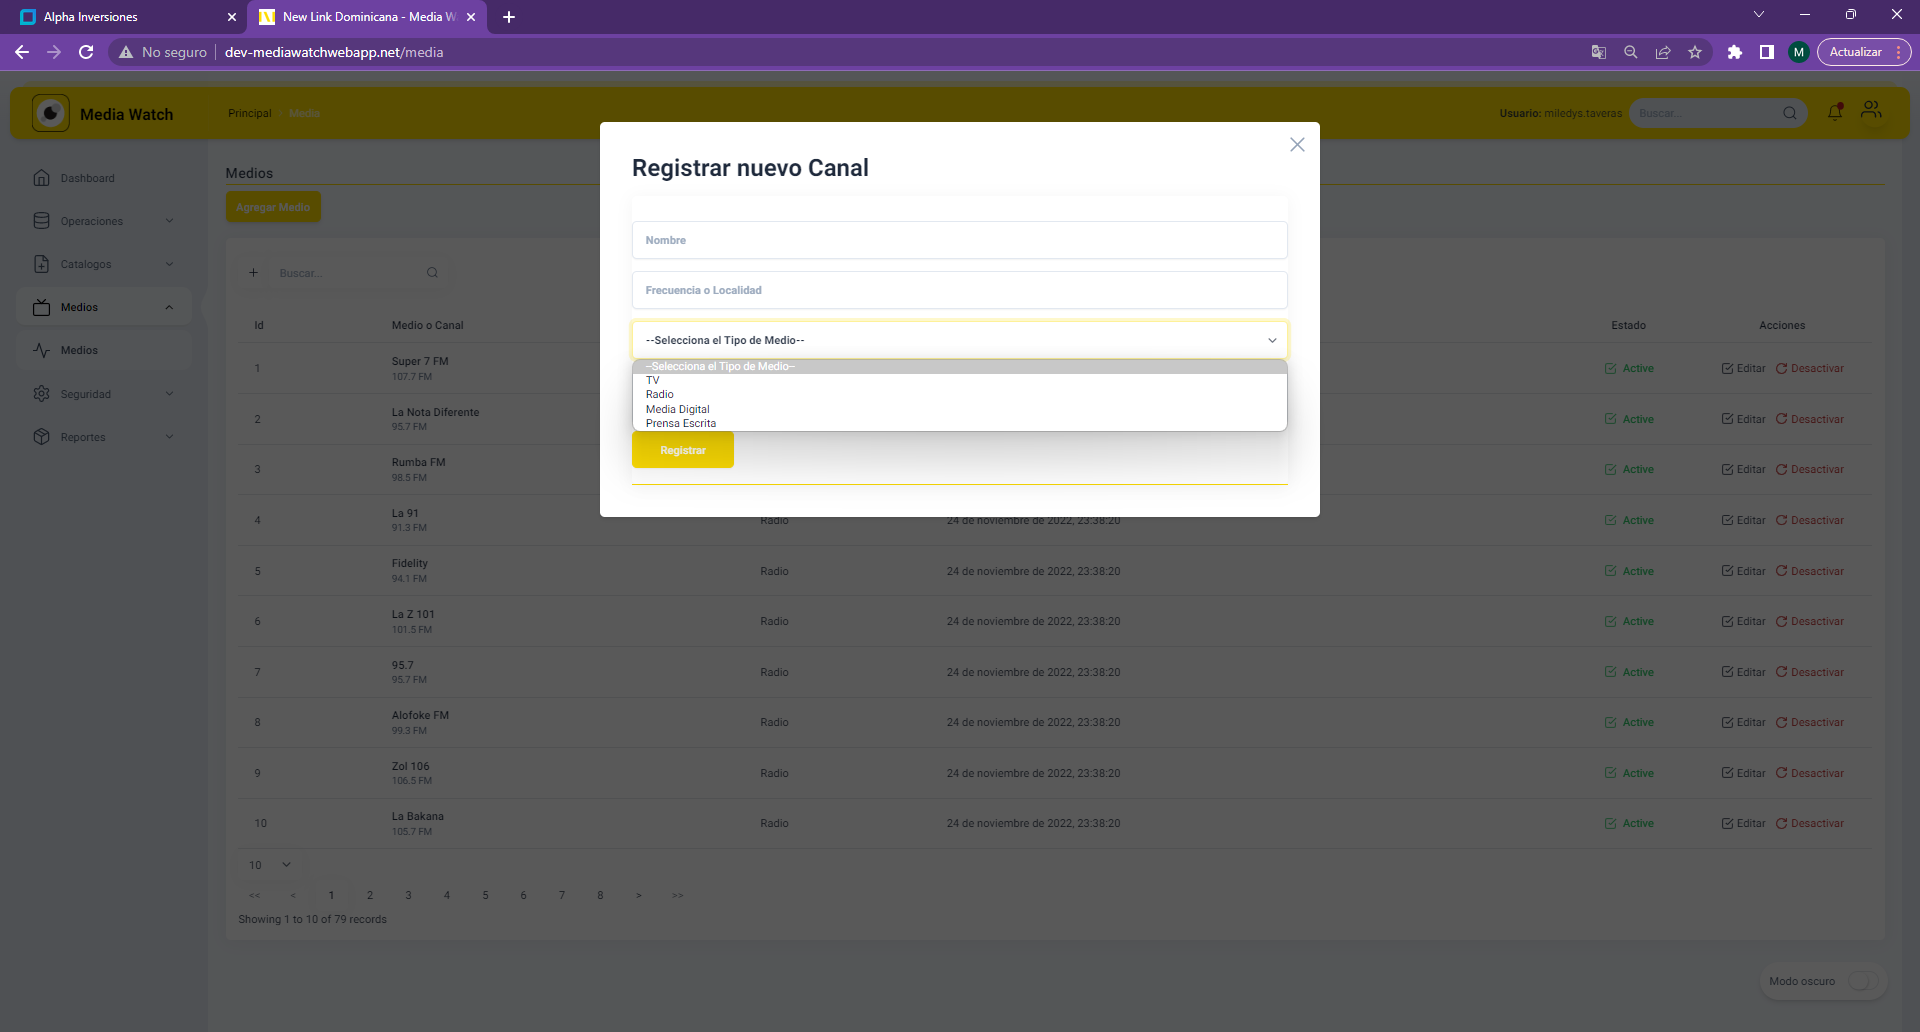 Alpha Inversiones
New Link Dominicana - Media W
No seguro
dev-mediawatchwebapp.net/media
M
Actualizar
Media Watch
Principal
Media
Usuario: miledys.taveras
Buscar...
Dashboard
Operaciones
Catalogos
Medios
Medios
Seguridad
Reportes
Medios
Agregar Medio
+
Buscar...
Registrar nuevo Canal
Nombre
Frecuencia o Localidad
--Selecciona el Tipo de Medio--
--Selecciona el Tipo de Medio--
TV
Radio
Media Digital
Prensa Escrita
Registrar
Id Medio o Canal Estado Acciones
1 Super 7 FM Active Editar Desactivar
107.7 FM
2 La Nota Diferente Active Editar Desactivar
95.7 FM
3 Rumba FM Active Editar Desactivar
98.5 FM
4 La 91 Radio 24 de noviembre de 2022, 23:38:20 Active Editar Desactivar
91.3 FM
5 Fidelity Radio 24 de noviembre de 2022, 23:38:20 Active Editar Desactivar
94.1 FM
6 La Z 101 Radio 24 de noviembre de 2022, 23:38:20 Active Editar Desactivar
101.5 FM
7 95.7 Radio 24 de noviembre de 2022, 23:38:20 Active Editar Desactivar
95.7 FM
8 Alofoke FM Radio 24 de noviembre de 2022, 23:38:20 Active Editar Desactivar
99.3 FM
9 Zol 106 Radio 24 de noviembre de 2022, 23:38:20 Active Editar Desactivar
106.5 FM
10 La Bakana Radio 24 de noviembre de 2022, 23:38:20 Active Editar Desactivar
105.7 FM
10
<< < 1 2 3 4 5 6 7 8 > >>
Showing 1 to 10 of 79 records
Modo oscuro